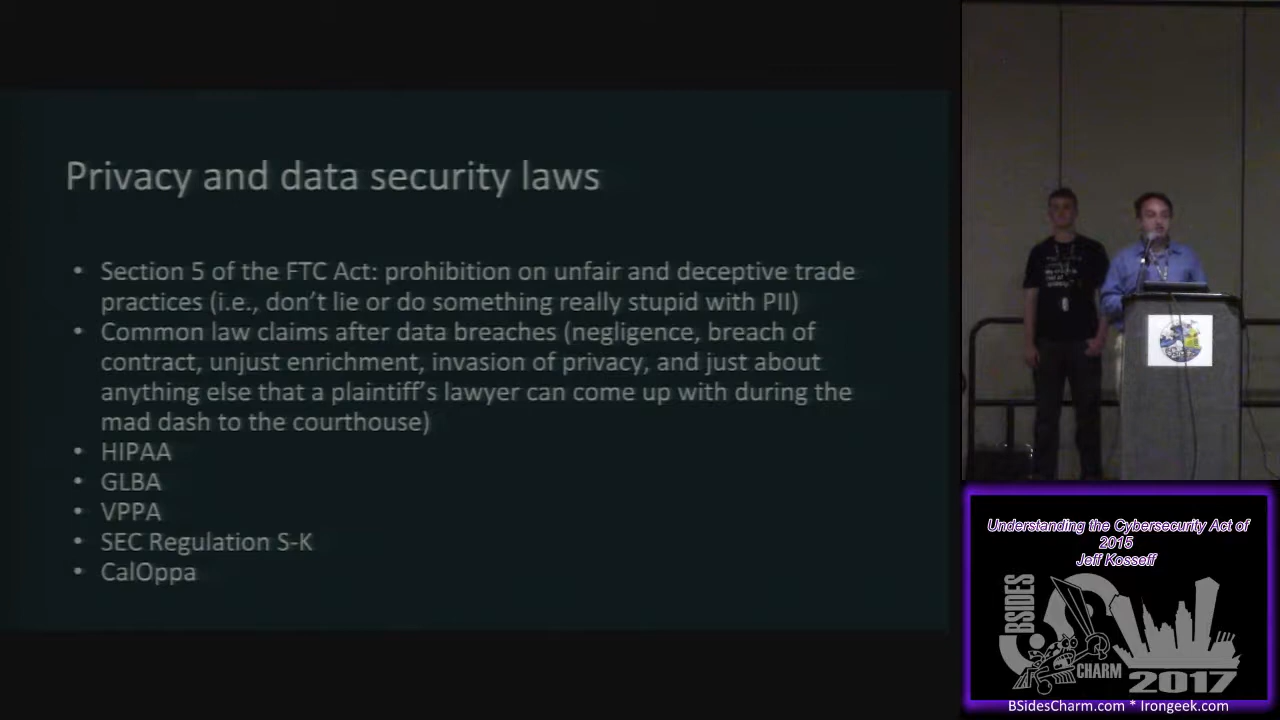 Privacy and data security laws
• Section 5 of the FTC Act: prohibition on unfair and deceptive trade
practices (i.e., don't lie or do something really stupid with PII)
• Common law claims after data breaches (negligence, breach of
contract, unjust enrichment, invasion of privacy, and just about
anything else that a plaintiff's lawyer can come up with during the
mad dash to the courthouse)
• HIPAA
• GLBA
• VPPA
• SEC Regulation S-K
• CalOppa
Understanding the Cybersecurity Act of
2015
Jeff Kosseff
BSIDES
CHARM
2017
BSidesCharm.com * Irongeek.com